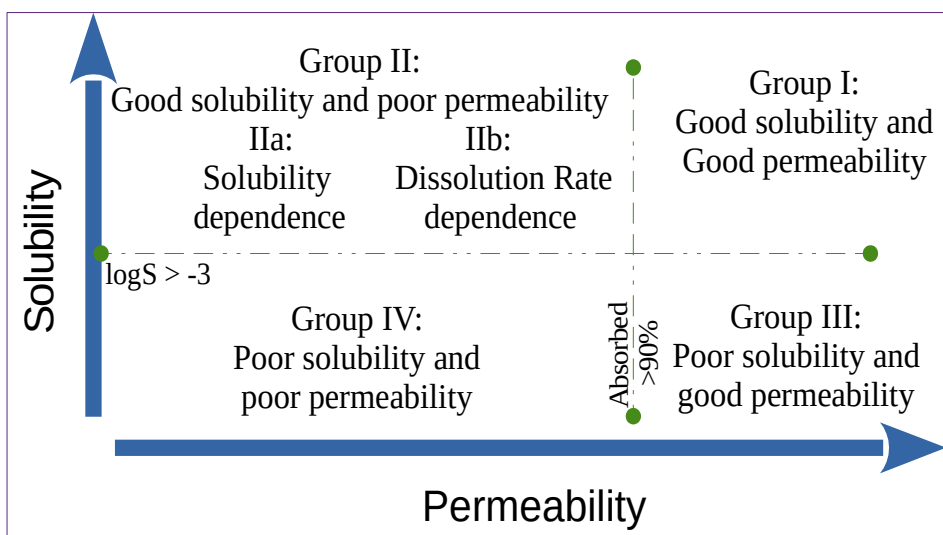 Group II:
Good solubility and poor permeability
IIa:
Solubility
dependence
IIb:
Dissolution Rate
dependence
Group I:
Good solubility and
Good permeability
Solubility
logS > -3
Group IV:
Poor solubility and
poor permeability
Absorbed
>90%
Group III:
Poor solubility and
good permeability
Permeability